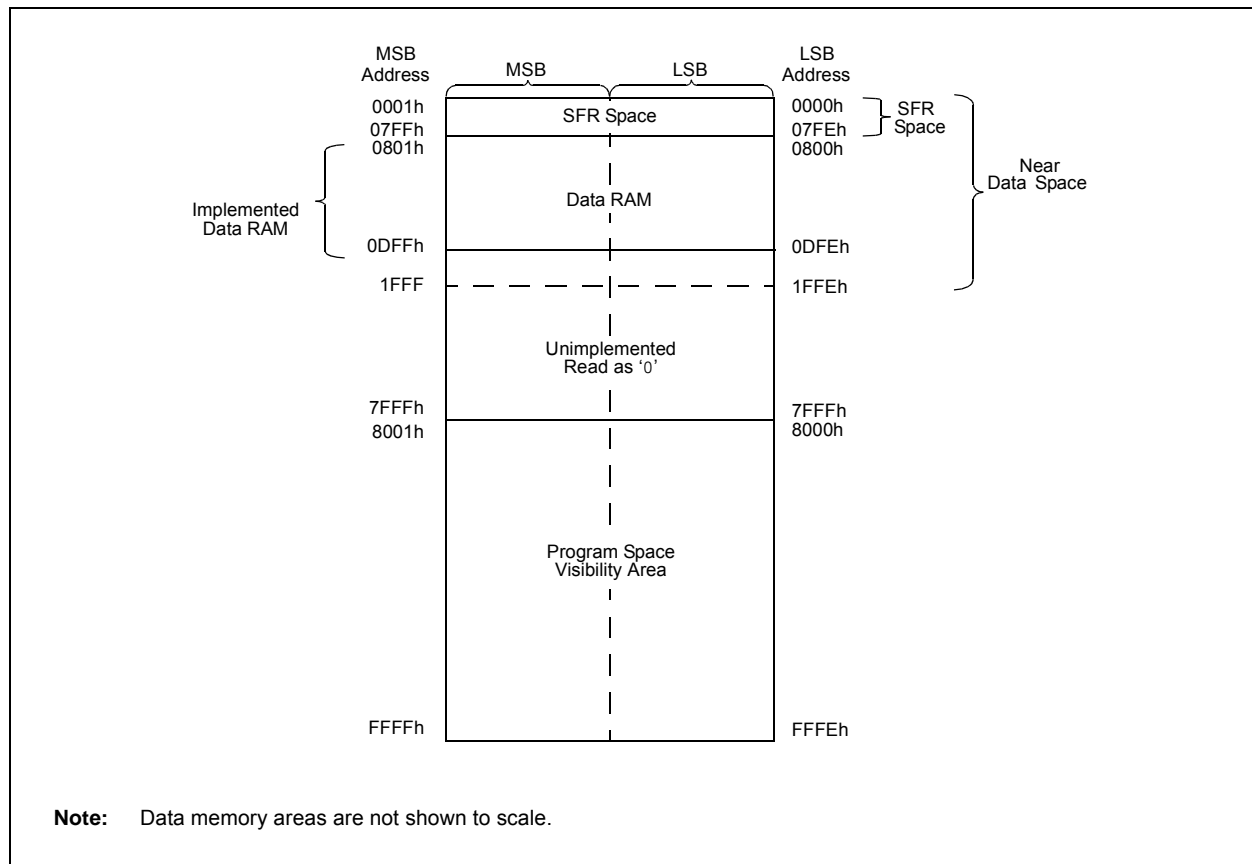 MSB
Address
MSB
LSB
LSB
Address
0001h
SFR Space
0000h
SFR
Space
07FFh
07FEh
0801h
0800h
Near
Data Space
Implemented
Data RAM
Data RAM
0DFFh
0DFEh
1FFF
1FFEh
Unimplemented
Read as ‘0’
7FFFh
7FFFh
8001h
8000h
Program Space
Visibility Area
FFFFh
FFFEh
Note: Data memory areas are not shown to scale.